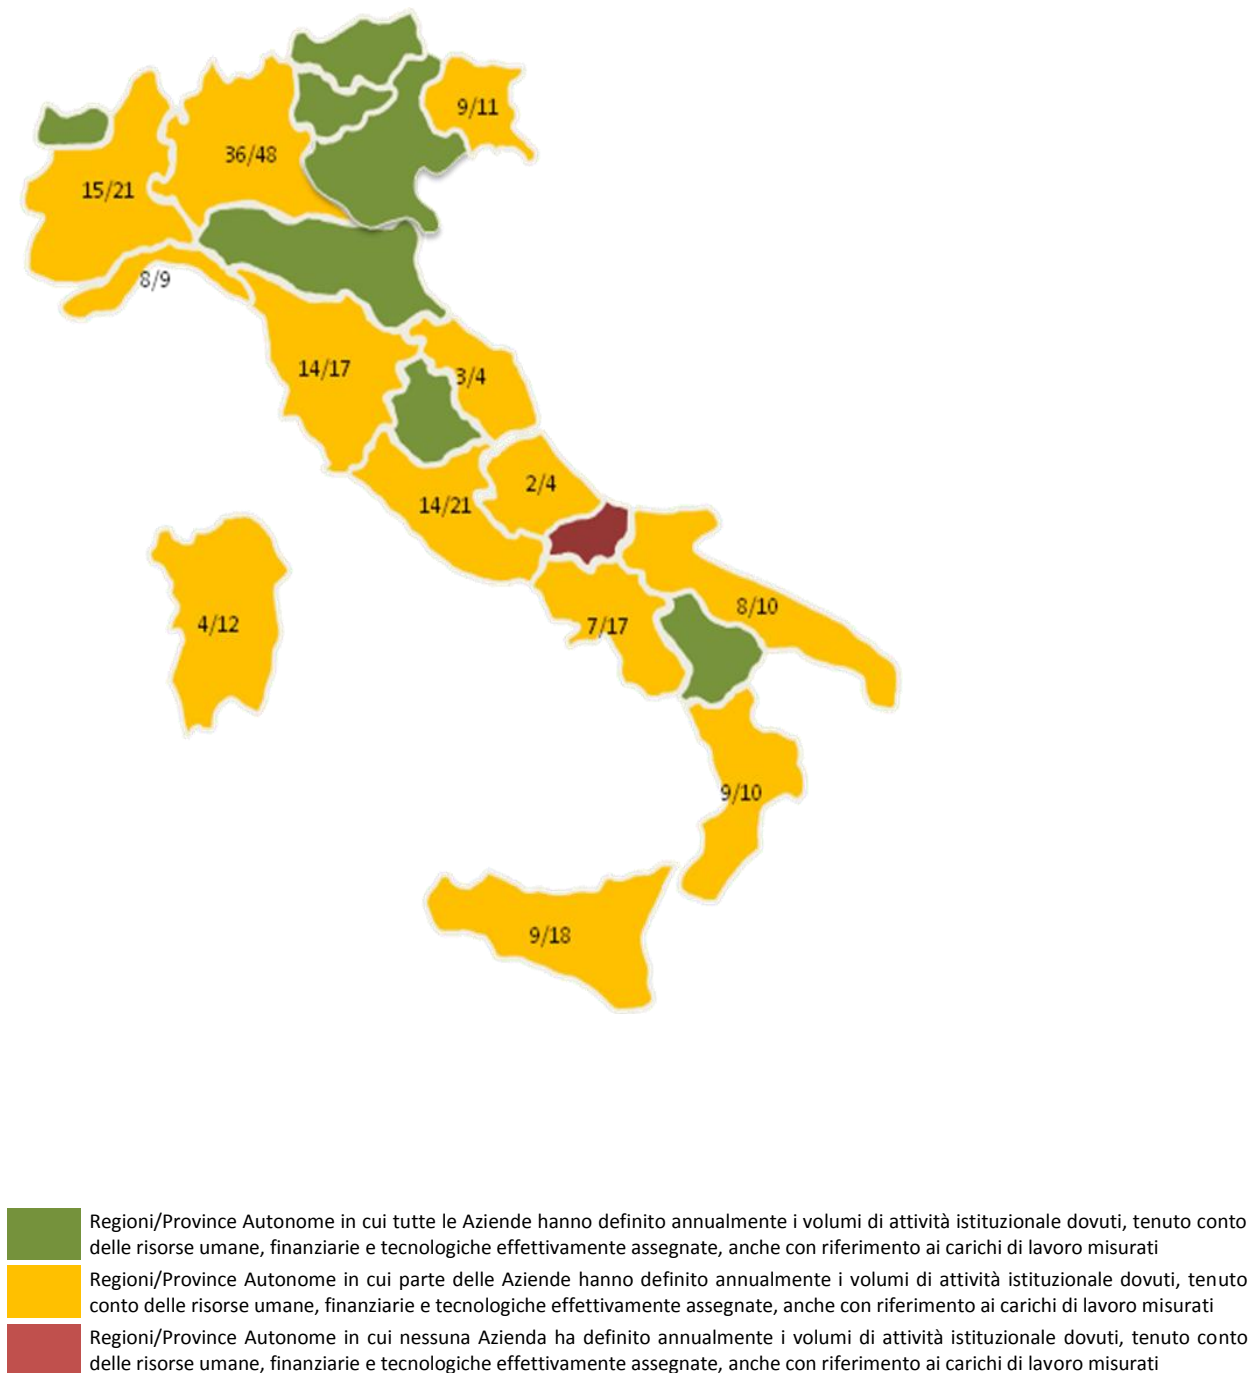 9/11
36/48
15/21
8/9
14/17
3/4
2/4
14/21
8/10
4/12
7/17
9/10
9/18
Regioni/Province Autonome in cui tutte le Aziende hanno definito annualmente i volumi di attività istituzionale dovuti, tenuto conto
delle risorse umane, finanziarie e tecnologiche effettivamente assegnate, anche con riferimento ai carichi di lavoro misurati
Regioni/Province Autonome in cui parte delle Aziende hanno definito annualmente i volumi di attività istituzionale dovuti, tenuto
conto delle risorse umane, finanziarie e tecnologiche effettivamente assegnate, anche con riferimento ai carichi di lavoro misurati
Regioni/Province Autonome in cui nessuna Azienda ha definito annualmente i volumi di attività istituzionale dovuti, tenuto conto
delle risorse umane, finanziarie e tecnologiche effettivamente assegnate, anche con riferimento ai carichi di lavoro misurati